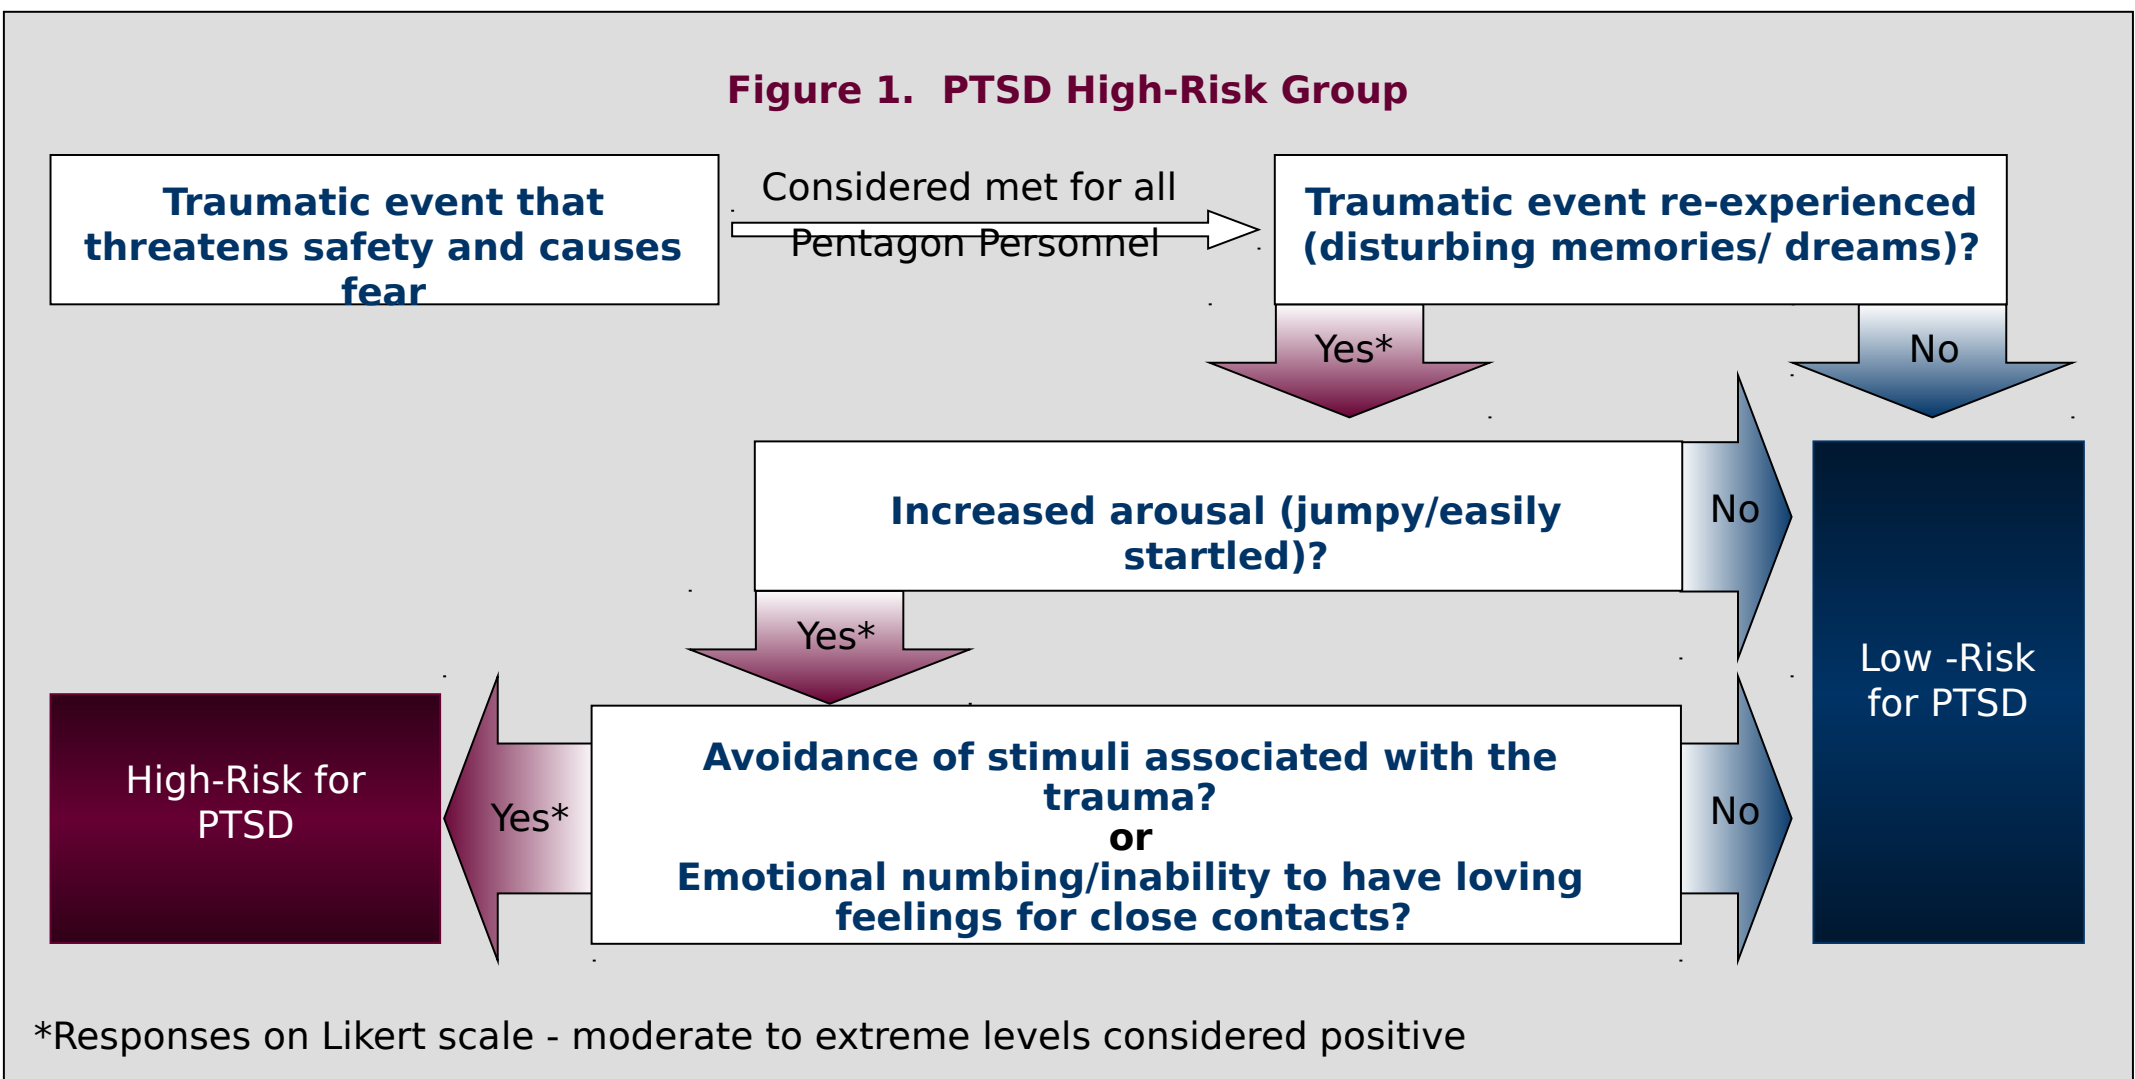 Figure 1.  PTSD High-Risk Group
Traumatic event that
threatens safety and causes
fear
Considered met for all
Pentagon Personnel
Traumatic event re-experienced
(disturbing memories/ dreams)?
Yes*
No
Increased arousal (jumpy/easily
startled)?
No
Yes*
Low -Risk
for PTSD
High-Risk for
PTSD
Yes*
Avoidance of stimuli associated with the
trauma?
or
Emotional numbing/inability to have loving
feelings for close contacts?
No
*Responses on Likert scale - moderate to extreme levels considered positive